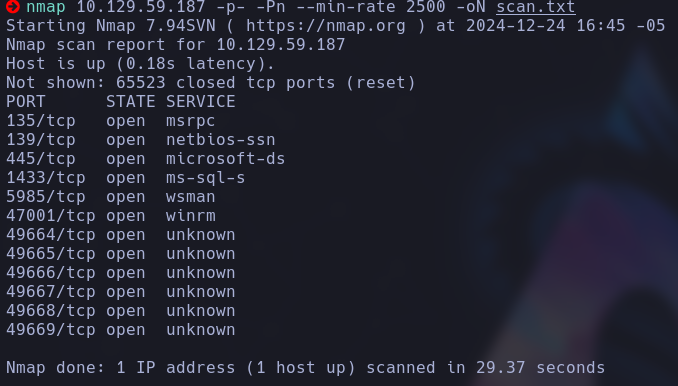 nmap 10.129.59.187 -p- -Pn --min-rate 2500 -oN scan.txt
Starting Nmap 7.94SVN ( https://nmap.org ) at 2024-12-24 16:45 -05
Nmap scan report for 10.129.59.187
Host is up (0.18s latency).
Not shown: 65523 closed tcp ports (reset)
PORT      STATE SERVICE
135/tcp   open  msrpc
139/tcp   open  netbios-ssn
445/tcp   open  microsoft-ds
1433/tcp  open  ms-sql-s
5985/tcp  open  wsman
47001/tcp open  winrm
49664/tcp open  unknown
49665/tcp open  unknown
49666/tcp open  unknown
49667/tcp open  unknown
49668/tcp open  unknown
49669/tcp open  unknown
Nmap done: 1 IP address (1 host up) scanned in 29.37 seconds